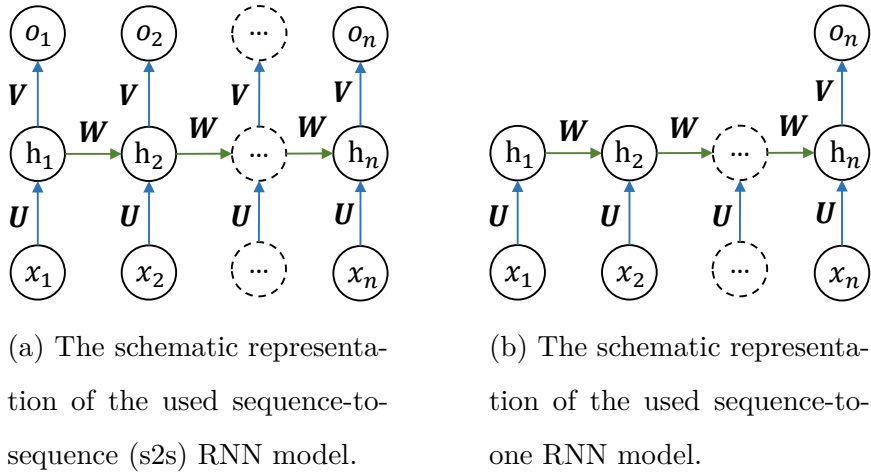 o₁ o₂ ... oₙ
V V V V
W W W
h₁ h₂ ... hₙ
U U U U
x₁ x₂ ... xₙ
(a) The schematic representa-
tion of the used sequence-to-
sequence (s2s) RNN model.
oₙ
V
W W W
h₁ h₂ ... hₙ
U U U U
x₁ x₂ ... xₙ
(b) The schematic representa-
tion of the used sequence-to-
one RNN model.